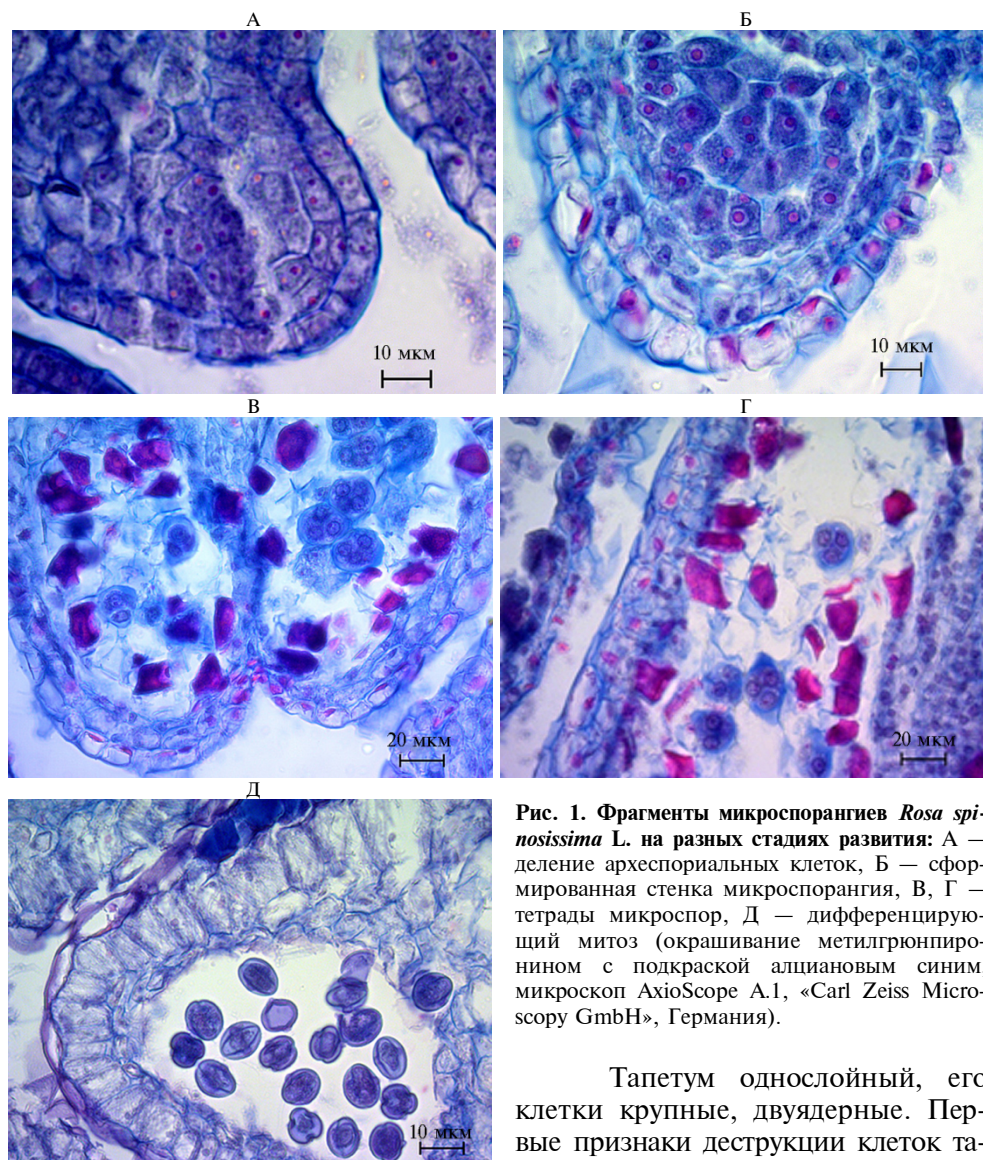 А
Б
10 мкм
10 мкм
В
Г
20 мкм
20 мкм
Д
10 мкм
Рис. 1. Фрагменты микроспорангиев Rosa spi-
nosissima L. на разных стадиях развития: А —
деление археспориальных клеток, Б — сфор-
мированная стенка микроспорангия, В, Г —
тетрады микроспор, Д — дифференцирую-
щий митоз (окрашивание метилгрюнпиро-
нином с подкраской алциановым синим,
микроскоп AxioScope A.1, «Carl Zeiss Micro-
scopy GmbH», Германия).
Тапетум однослойный, его
клетки крупные, двуядерные. Пер-
вые признаки деструкции клеток та-